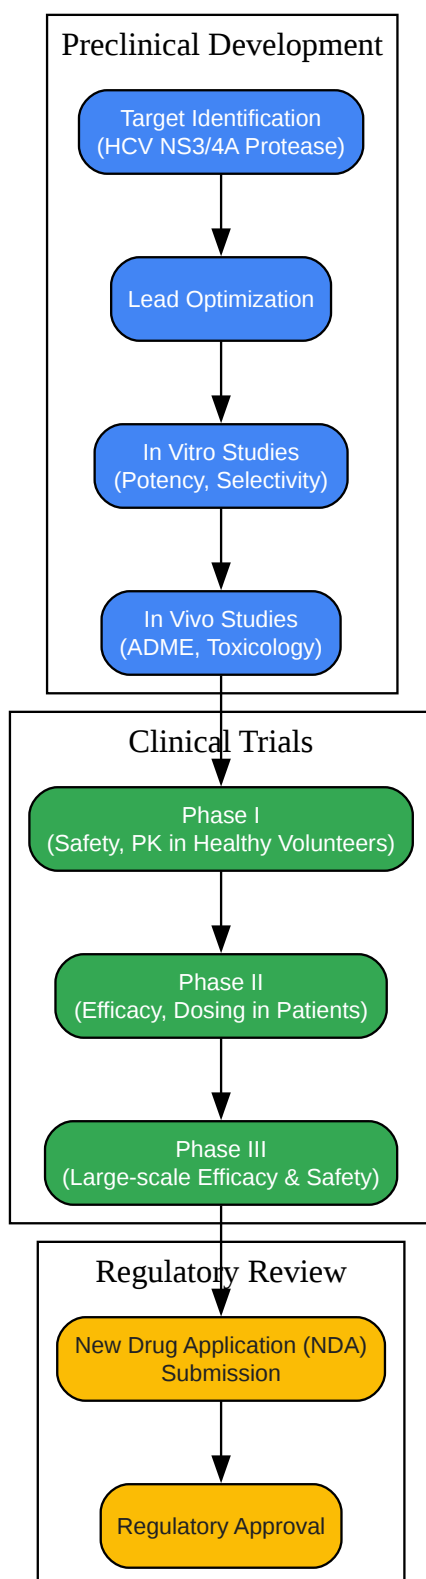 Preclinical Development
Target Identification
(HCV NS3/4A Protease)
Lead Optimization
In Vitro Studies
(Potency, Selectivity)
In Vivo Studies
(ADME, Toxicology)
Clinical Trials
Phase I
(Safety, PK in Healthy Volunteers)
Phase II
(Efficacy, Dosing in Patients)
Phase III
(Large-scale Efficacy & Safety)
Regulatory Review
New Drug Application (NDA)
Submission
Regulatory Approval